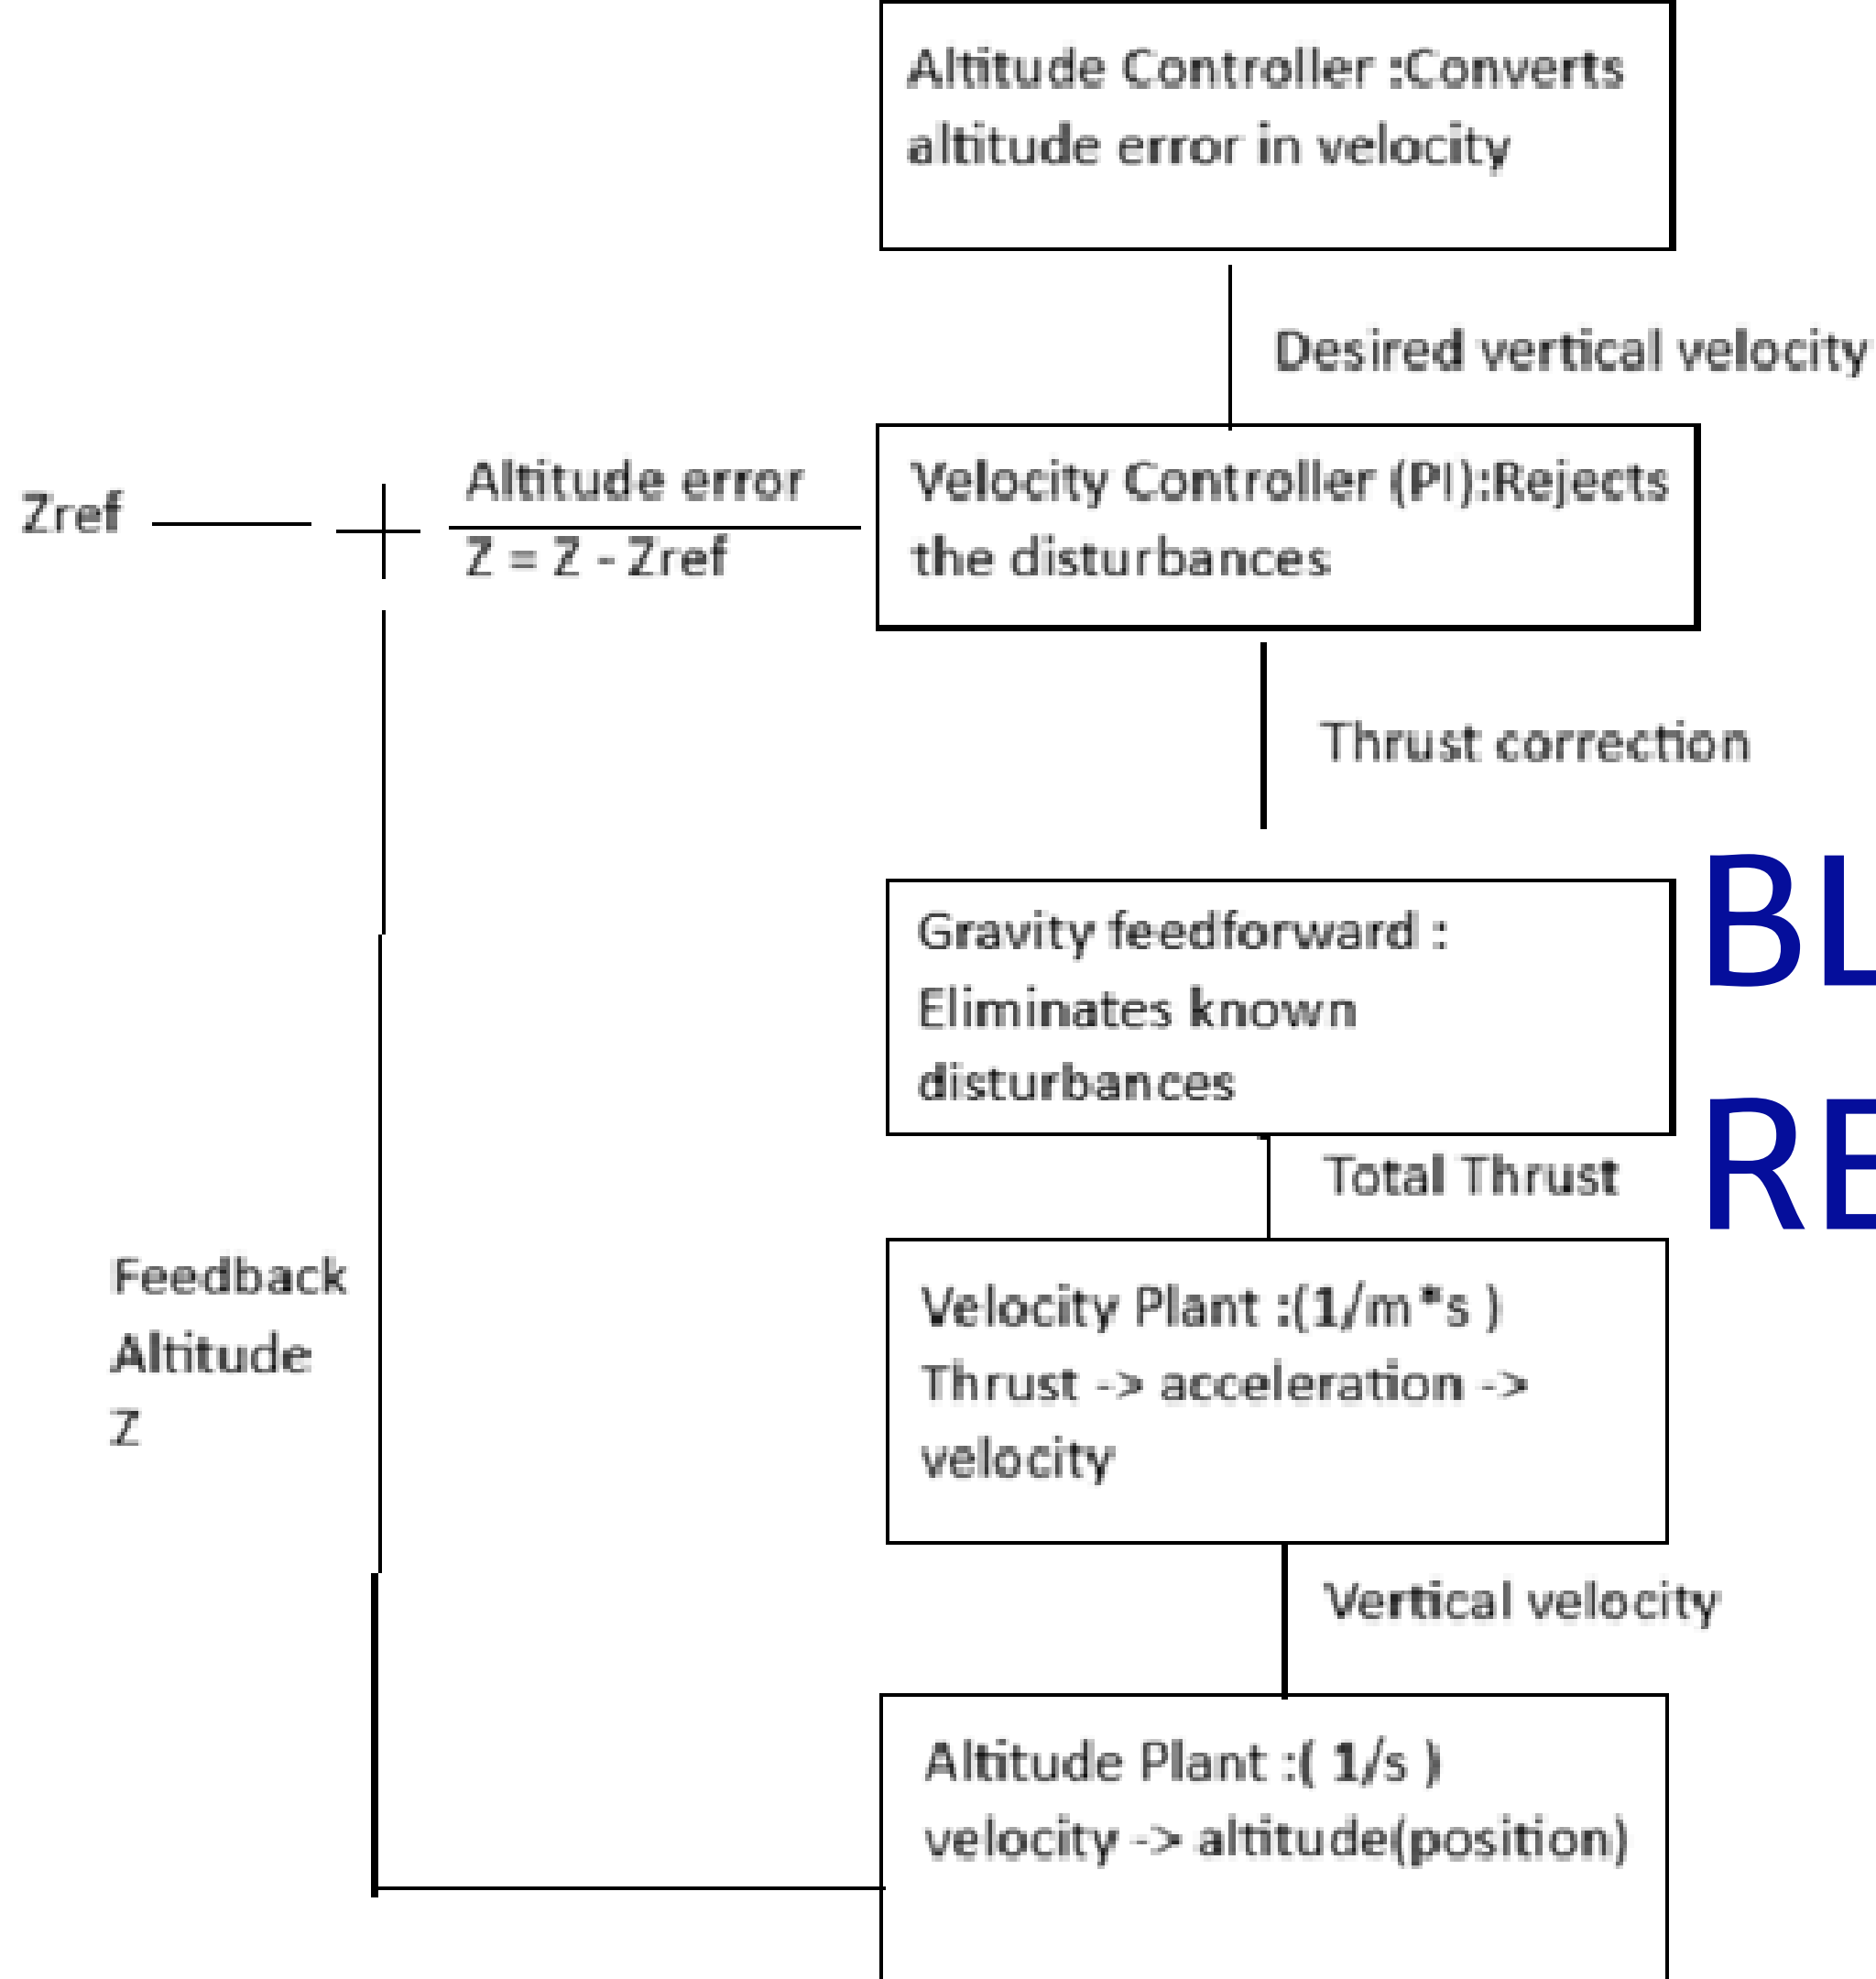 Altitude Controller :Converts
altitude error in velocity
Desired vertical velocity
Zref
Altitude error
Z = Z - Zref
Velocity Controller (PI):Rejects
the disturbances
Thrust correction
BL
Gravity feedforward :
Eliminates known
disturbances
RE
Total Thrust
Feedback
Altitude
Z
Velocity Plant :(1/m*s )
Thrust -> acceleration ->
velocity
Vertical velocity
Altitude Plant :( 1/s )
velocity -> altitude(position)